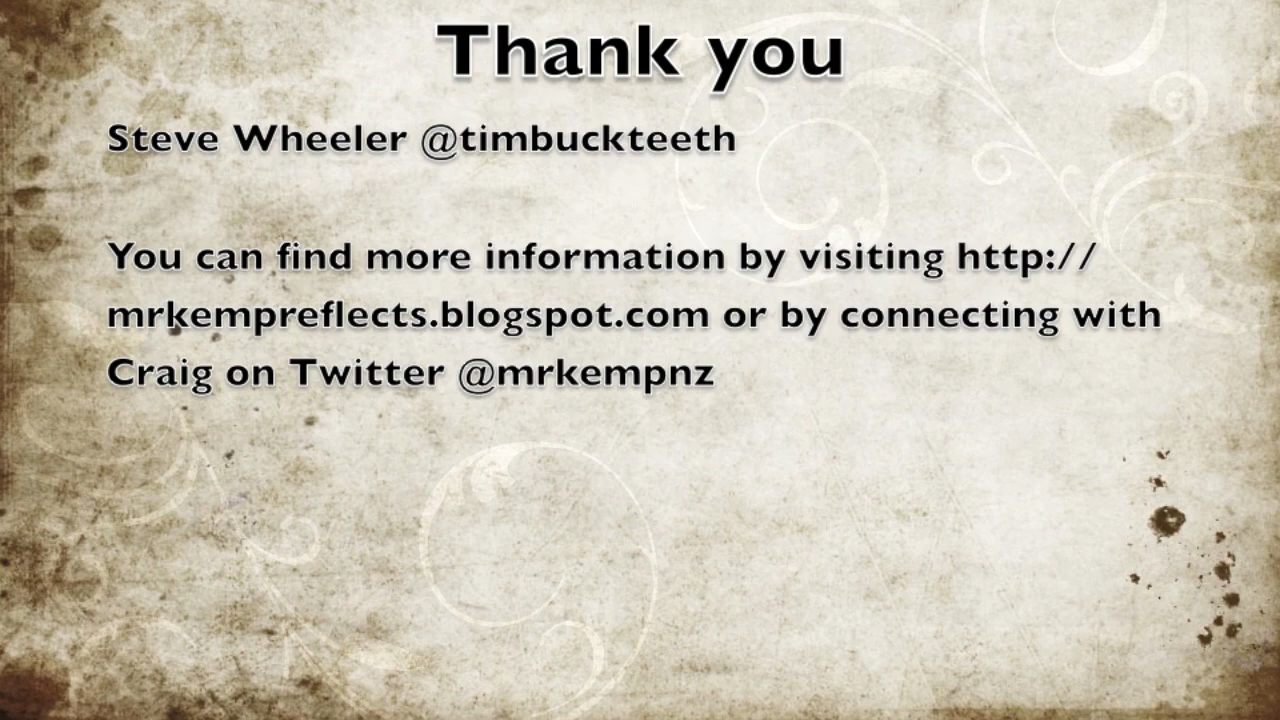 Thank you
Steve Wheeler @timbuckteeth
You can find more information by visiting http://
mrkempreflects.blogspot.com or by connecting with
Craig on Twitter @mrkempnz